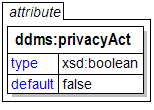 attribute
ddms:privacyAct
type xsd:boolean
default false